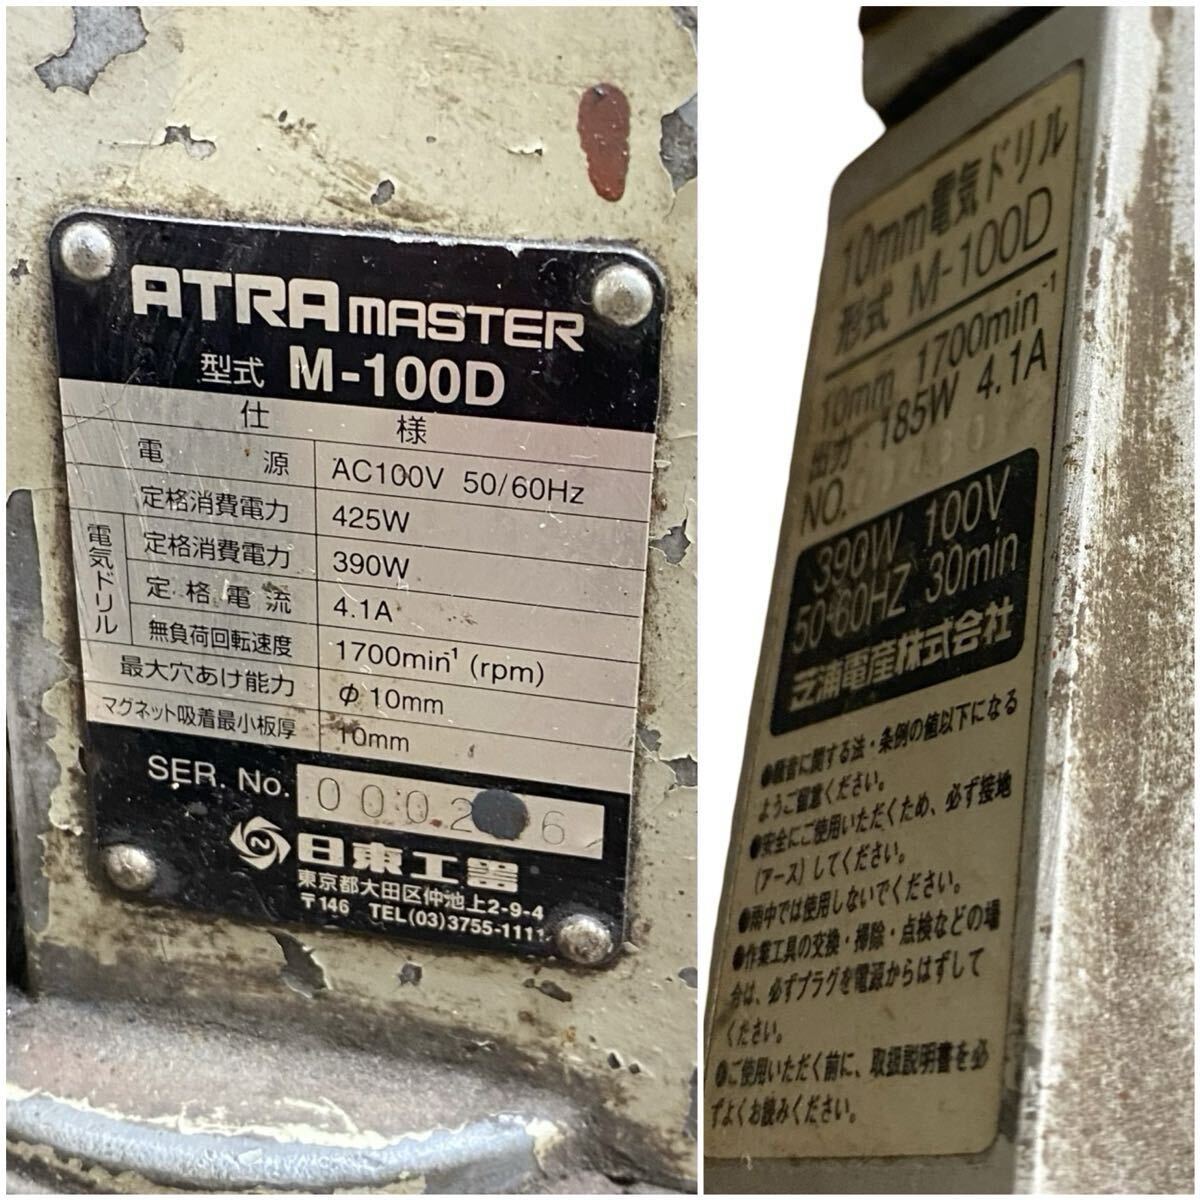 ATRA MASTER
型式 M-100D
仕様
電源 AC100V 50/60Hz
定格消費電力 425W
電気ドリル
定格消費電力 390W
定格電流 4.1A
無負荷回転速度 1700min⁻¹ (rpm)
最大穴あけ能力 φ10mm
マグネット吸着最小板厚 10mm
SER. No. 0002 6
日東工器
東京都大田区仲池上2-9-4
〒146 TEL(03)3755-1111
10mm電気ドリル
形式 M-100D
10mm 1700min⁻¹
出力 185W 4.1A
NO.
390W 100V
50-60HZ 30min
芝浦電産株式会社
●騒音に関する法・条例の値以下になる
ようご留意ください。
●安全にご使用いただくため、必ず接地
(アース)してください。
●雨中では使用しないでください。
●作業工具の交換・掃除・点検などの場
合は、必ずプラグを電源からはずして
ください。
●ご使用いただく前に、取扱説明書を必
ずよくお読みください。